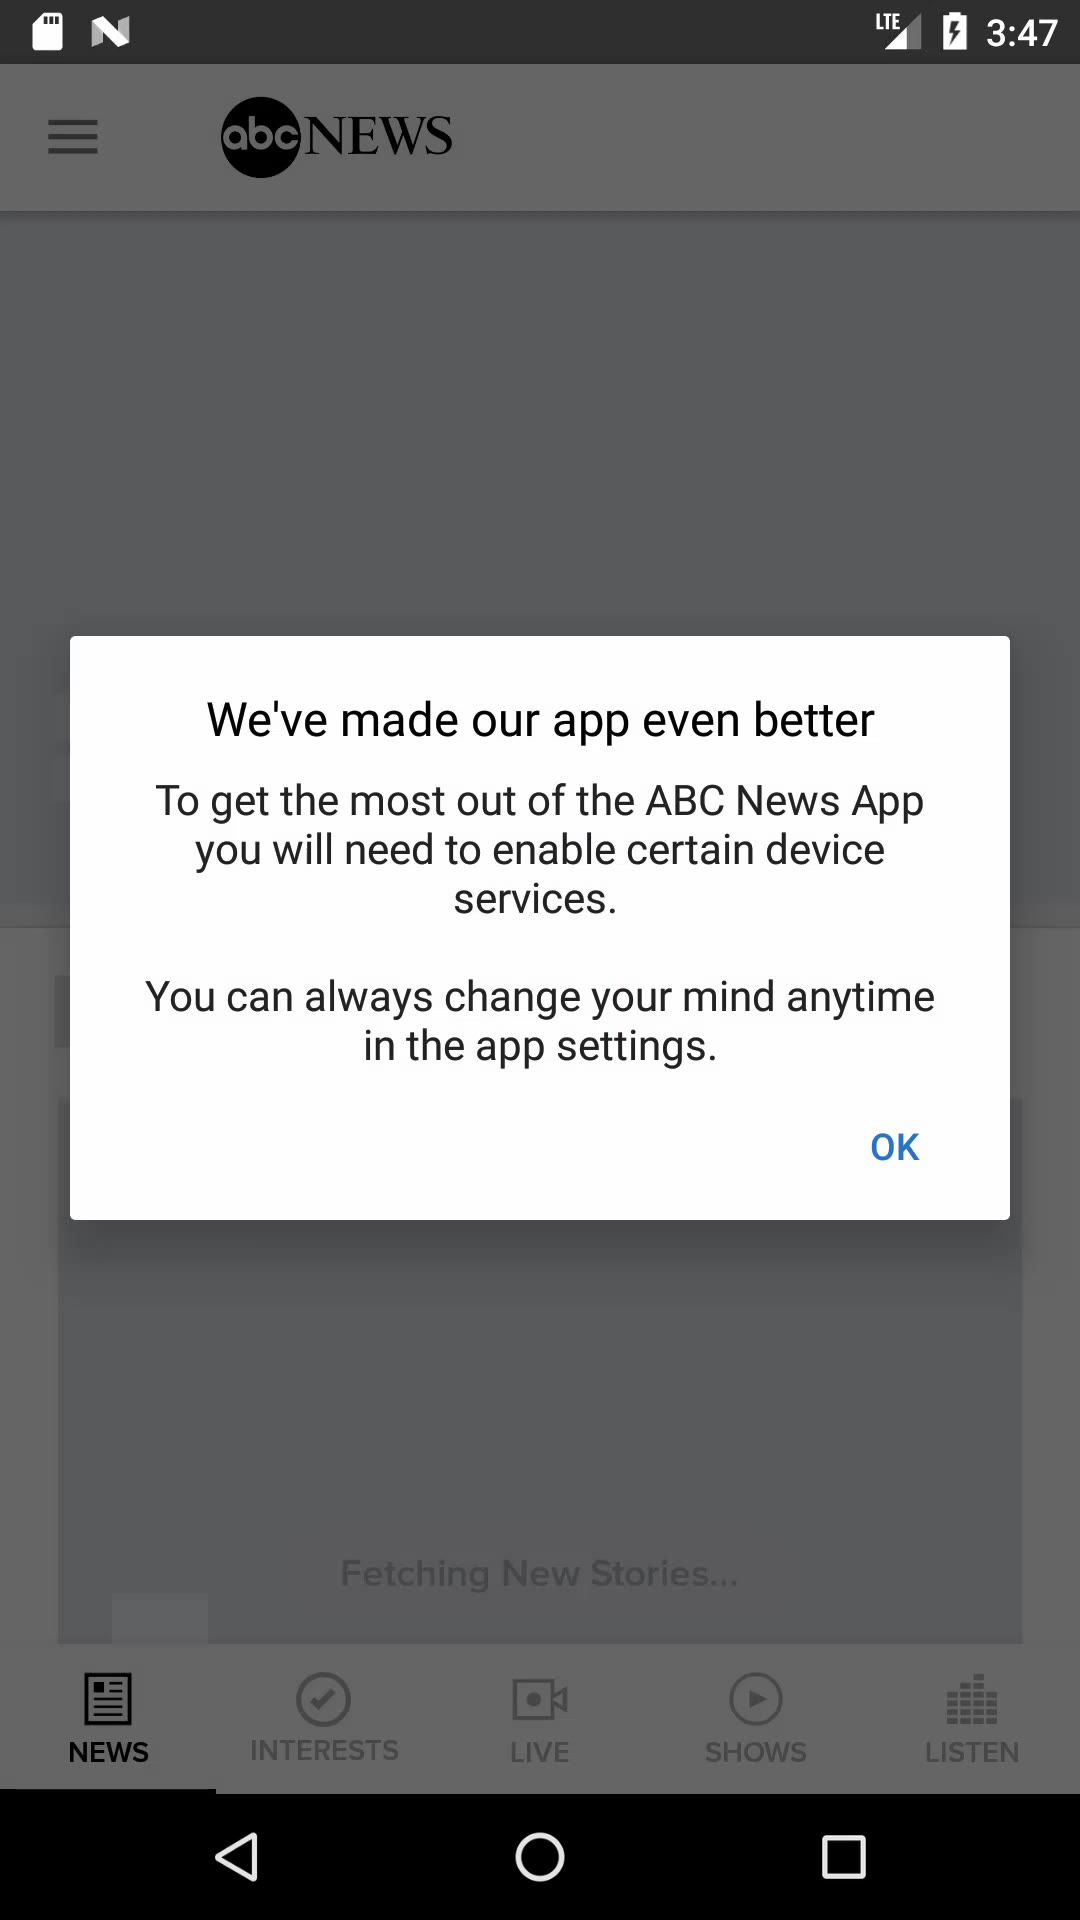 LTE 3:47
abc NEWS
We've made our app even better
To get the most out of the ABC News App
you will need to enable certain device
services.
You can always change your mind anytime
in the app settings.
OK
Fetching New Stories...
NEWS INTERESTS LIVE SHOWS LISTEN